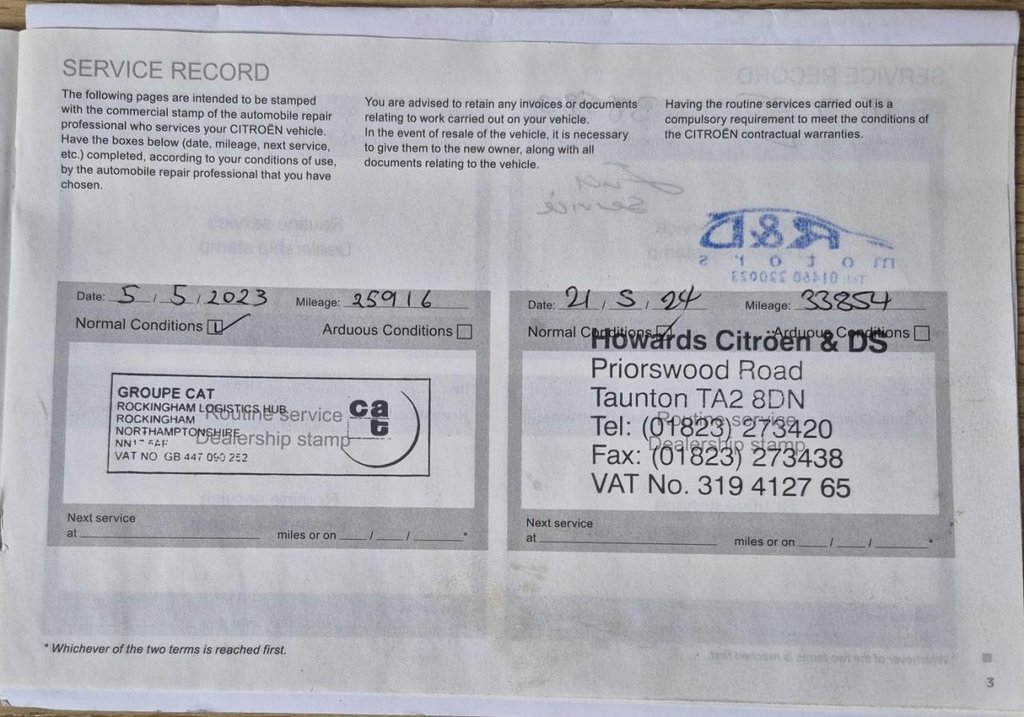 SERVICE RECORD
The following pages are intended to be stamped
with the commercial stamp of the automobile repair
professional who services your CITROËN vehicle.
Have the boxes below (date, mileage, next service,
etc.) completed, according to your conditions of use,
by the automobile repair professional that you have
chosen.
You are advised to retain any invoices or documents
relating to work carried out on your vehicle.
In the event of resale of the vehicle, it is necessary
to give them to the new owner, along with all
documents relating to the vehicle.
Having the routine services carried out is a
compulsory requirement to meet the conditions of
the CITROËN contractual warranties.
R&D
motors
Tel: 01460 220023
Full
Service
Date: 5 / 5 / 2023 Mileage: 25916
Normal Conditions Arduous Conditions
GROUPE CAT
ROCKINGHAM LOGISTICS HUB
ROCKINGHAM
NORTHAMPTONSHIRE
VAT NO GB 447 090 252
cat
Routine service
Dealership stamp
Next service
at miles or on / / *
Date: 21 / 5 / 24 Mileage: 33854
Normal Conditions Arduous Conditions
Howards Citroën & DS
Priorswood Road
Taunton TA2 8DN
Tel: (01823) 273420
Fax: (01823) 273438
VAT No. 319 4127 65
Routine service
Dealership stamp
Next service
at miles or on / / *
* Whichever of the two terms is reached first.
3